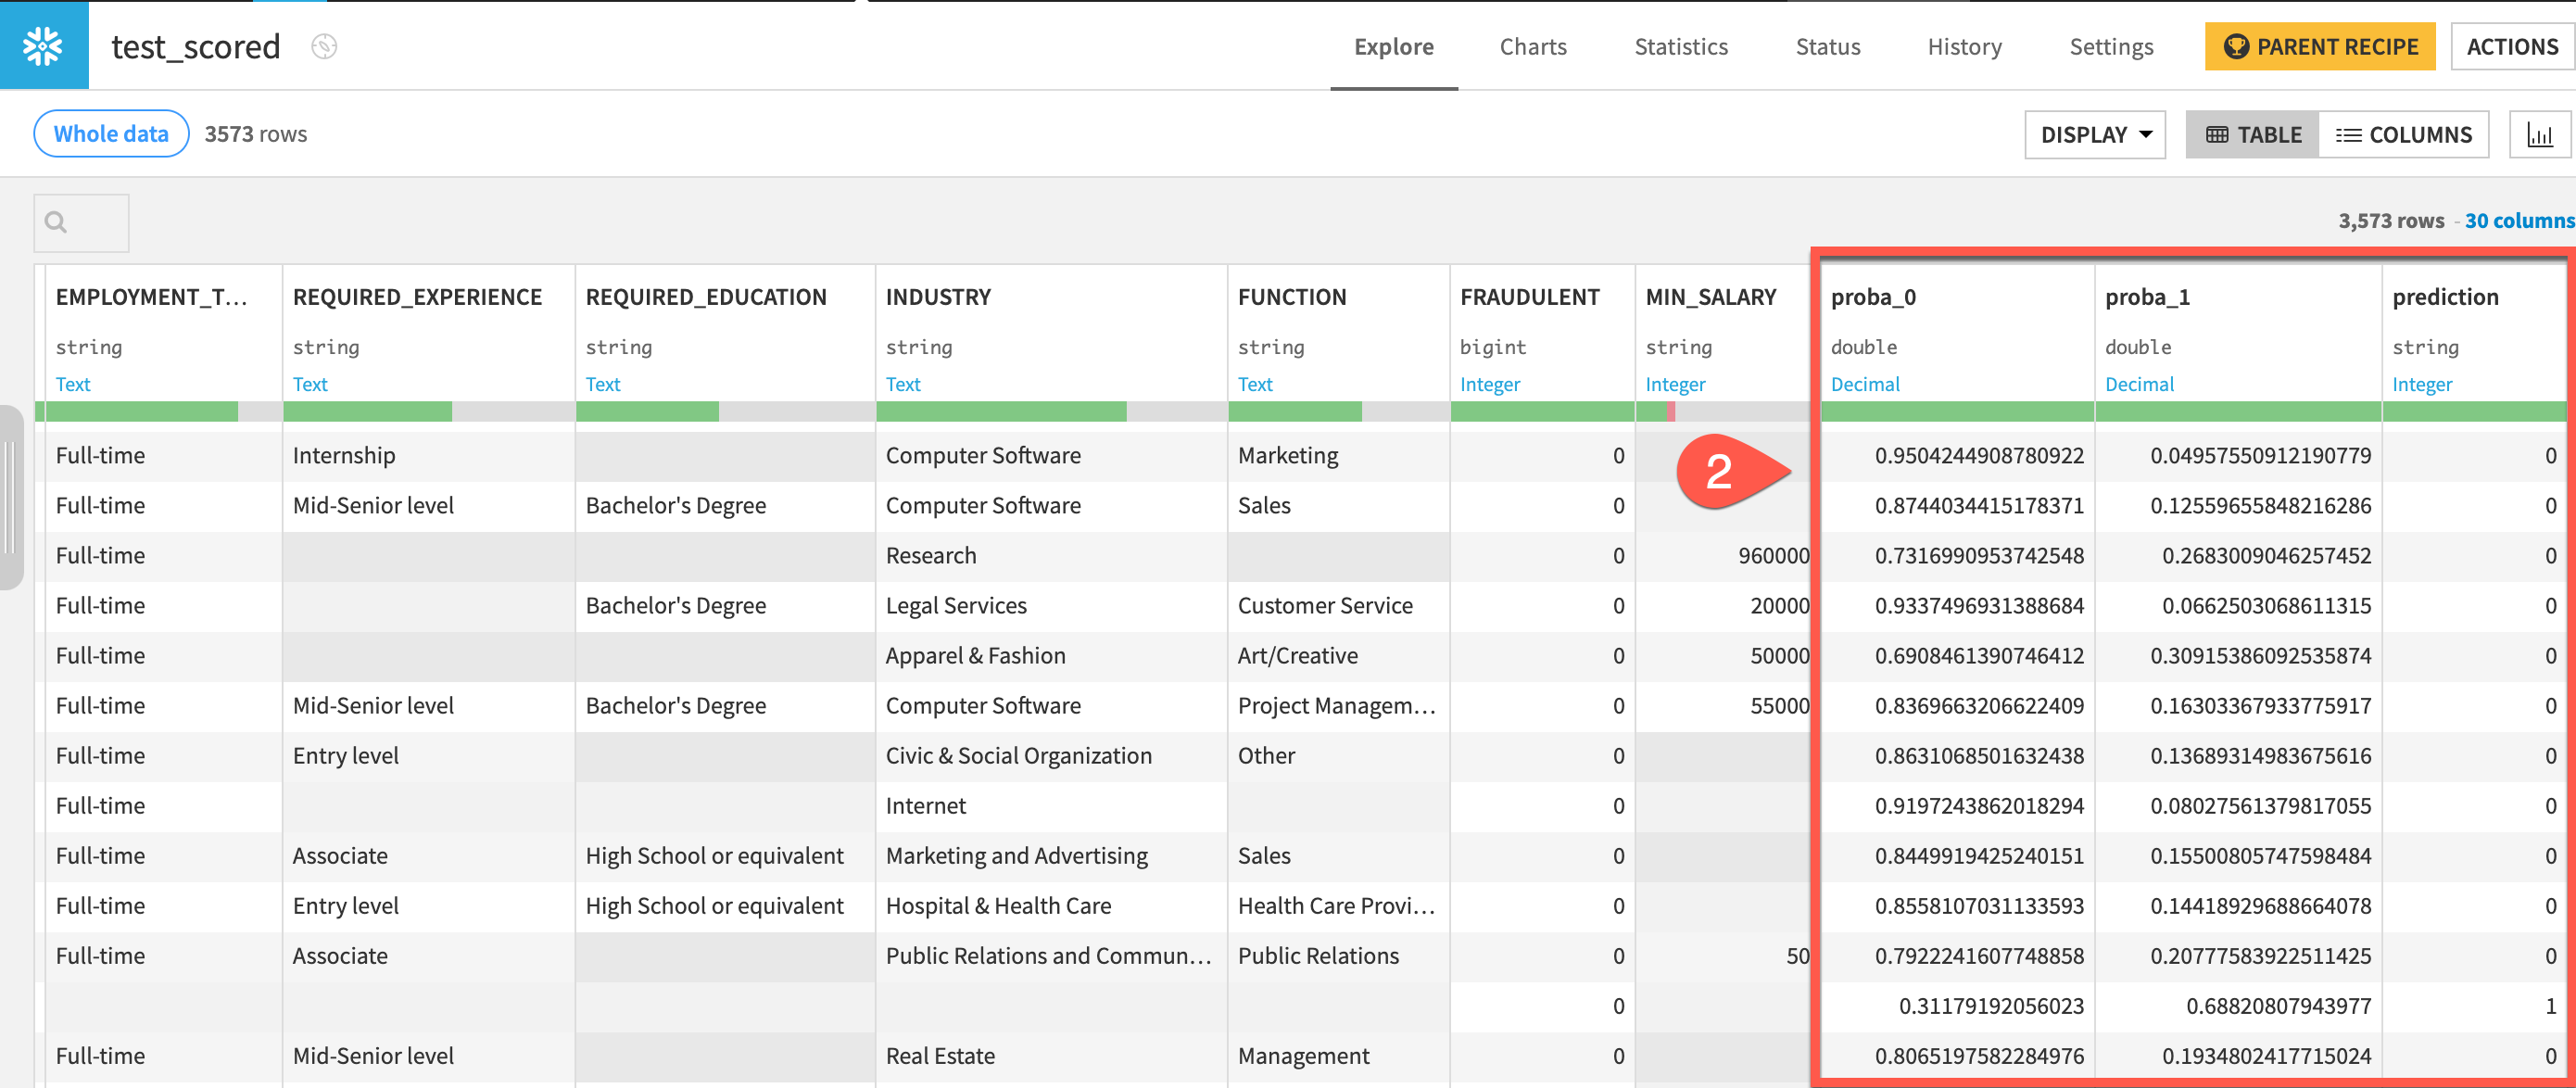 test_scored Explore Charts Statistics Status History Settings PARENT RECIPE ACTIONS
Whole data 3573 rows DISPLAY TABLE COLUMNS
3,573 rows - 30 columns
EMPLOYMENT_T... REQUIRED_EXPERIENCE REQUIRED_EDUCATION INDUSTRY FUNCTION FRAUDULENT MIN_SALARY proba_0 proba_1 prediction
string string string string string bigint string double double string
Text Text Text Text Text Integer Integer Decimal Decimal Integer
Full-time Internship Computer Software Marketing 0 0.9504244908780922 0.04957550912190779 0
2
Full-time Mid-Senior level Bachelor's Degree Computer Software Sales 0 0.8744034415178371 0.12559655848216286 0
Full-time Research 0 960000 0.7316990953742548 0.2683009046257452 0
Full-time Bachelor's Degree Legal Services Customer Service 0 20000 0.9337496931388684 0.0662503068611315 0
Full-time Apparel & Fashion Art/Creative 0 50000 0.6908461390746412 0.30915386092535874 0
Full-time Mid-Senior level Bachelor's Degree Computer Software Project Managem... 0 55000 0.8369663206622409 0.16303367933775917 0
Full-time Entry level Civic & Social Organization Other 0 0.8631068501632438 0.13689314983675616 0
Full-time Internet 0 0.9197243862018294 0.08027561379817055 0
Full-time Associate High School or equivalent Marketing and Advertising Sales 0 0.8449919425240151 0.15500805747598484 0
Full-time Entry level High School or equivalent Hospital & Health Care Health Care Provi... 0 0.8558107031133593 0.14418929688664078 0
Full-time Associate Public Relations and Commun... Public Relations 0 50 0.7922241607748858 0.20777583922511425 0
0 0.31179192056023 0.68820807943977 1
Full-time Mid-Senior level Real Estate Management 0 0.8065197582284976 0.1934802417715024 0